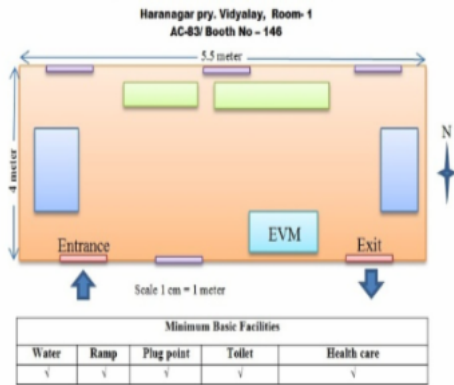 Haranagar pry. Vidyalay, Room- 1
AC-83/ Booth No – 146
5.5 meter
4 meter
N
EVM
Entrance
Exit
Scale 1 cm = 1 meter
Minimum Basic Facilities
Water Ramp Plug point Toilet Health care
√ √ √ √ √